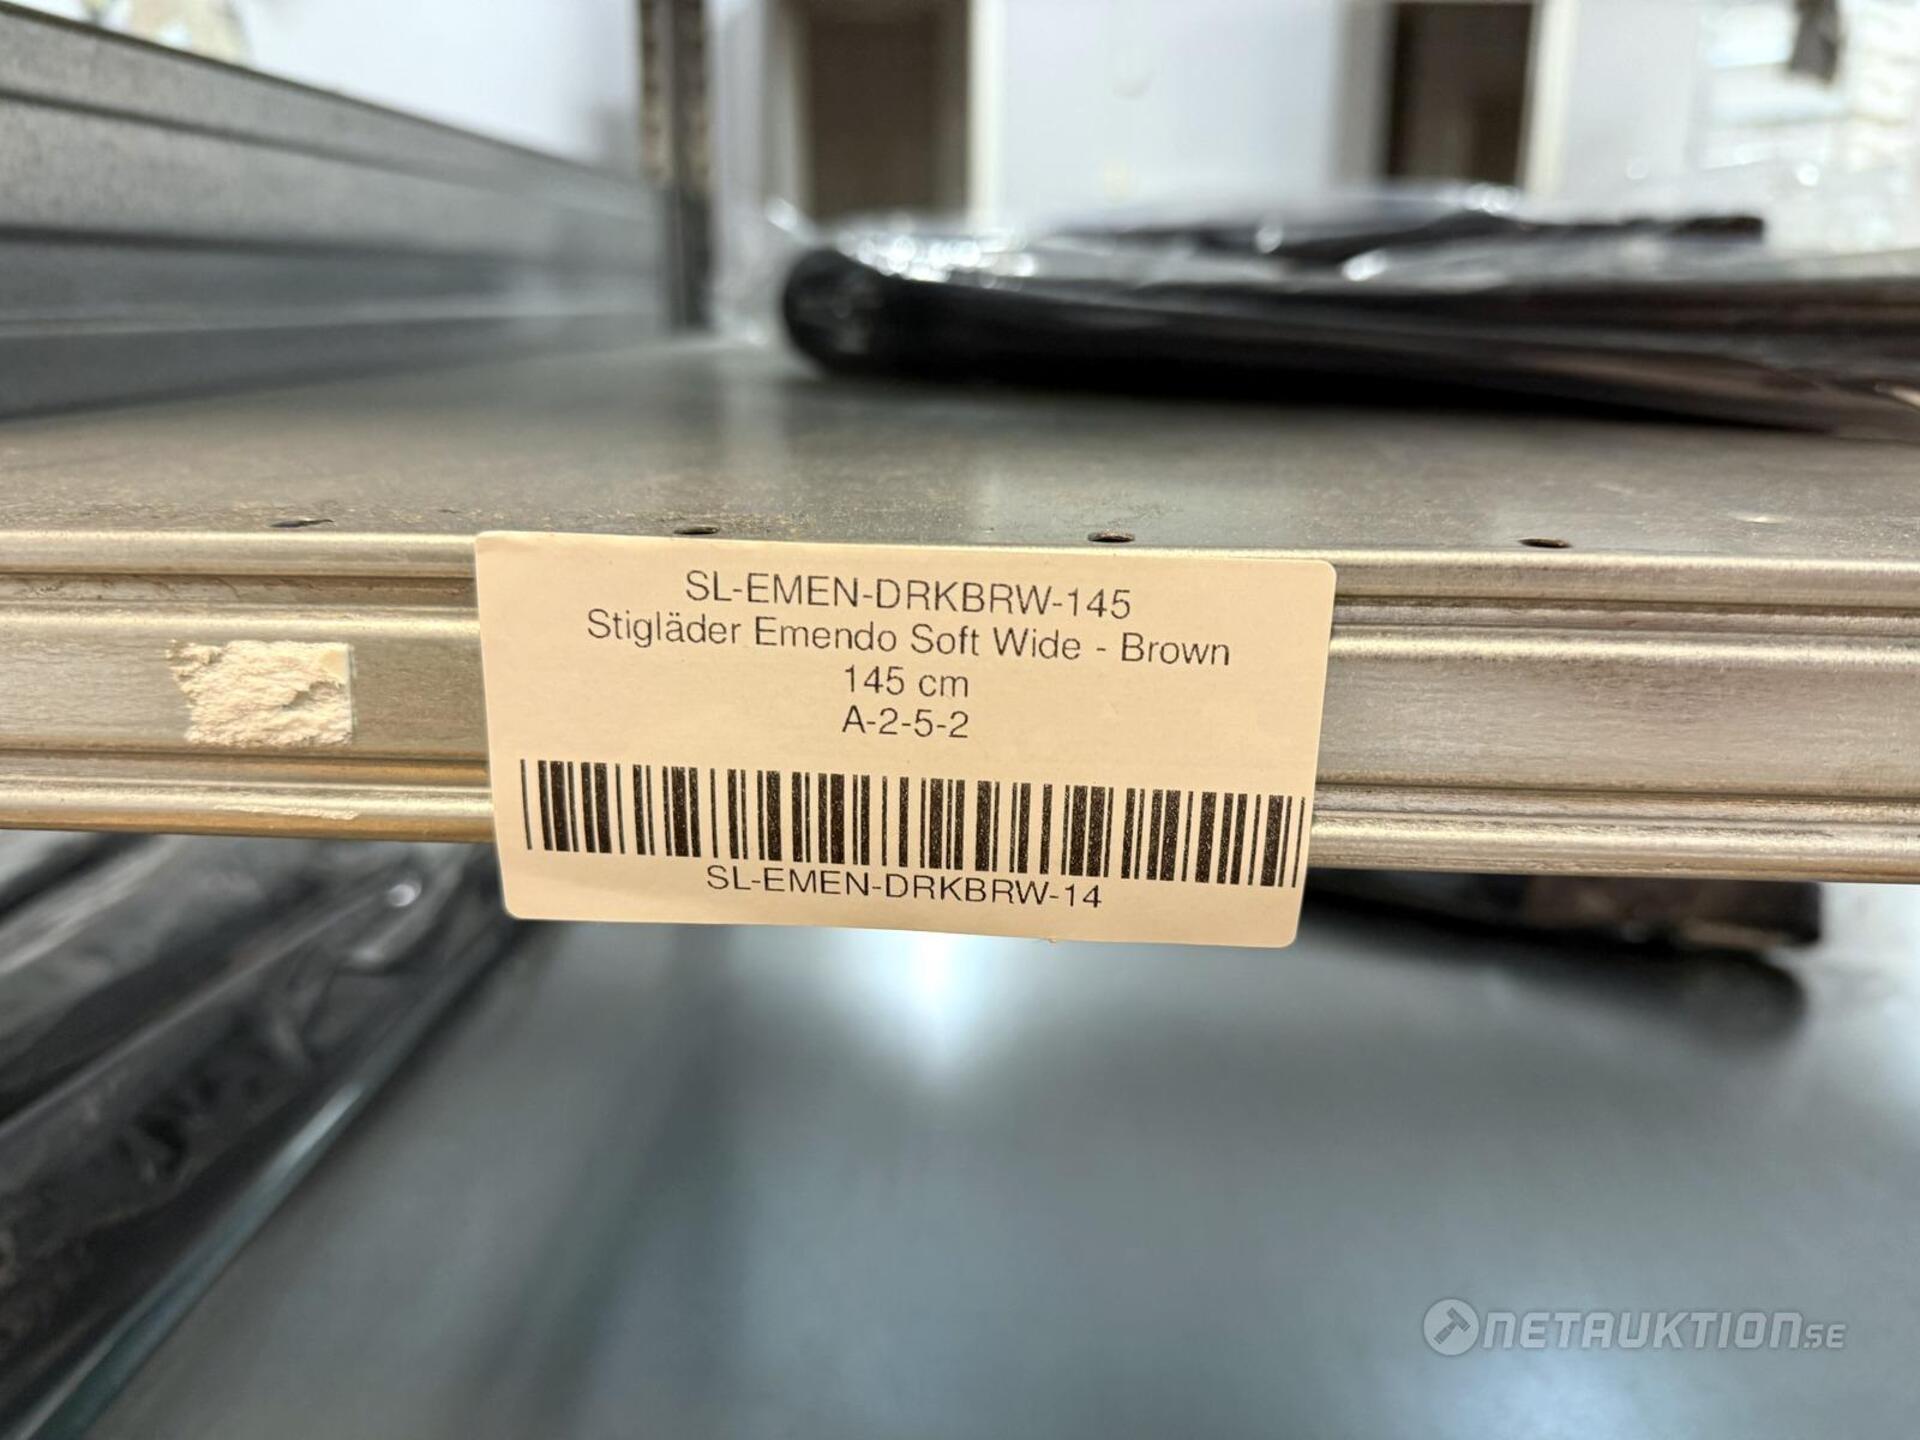 SL-EMEN-DRKBRW-145
Stigläder Emendo Soft Wide - Brown
145 cm
A-2-5-2
SL-EMEN-DRKBRW-14
NETAUKTION.SE